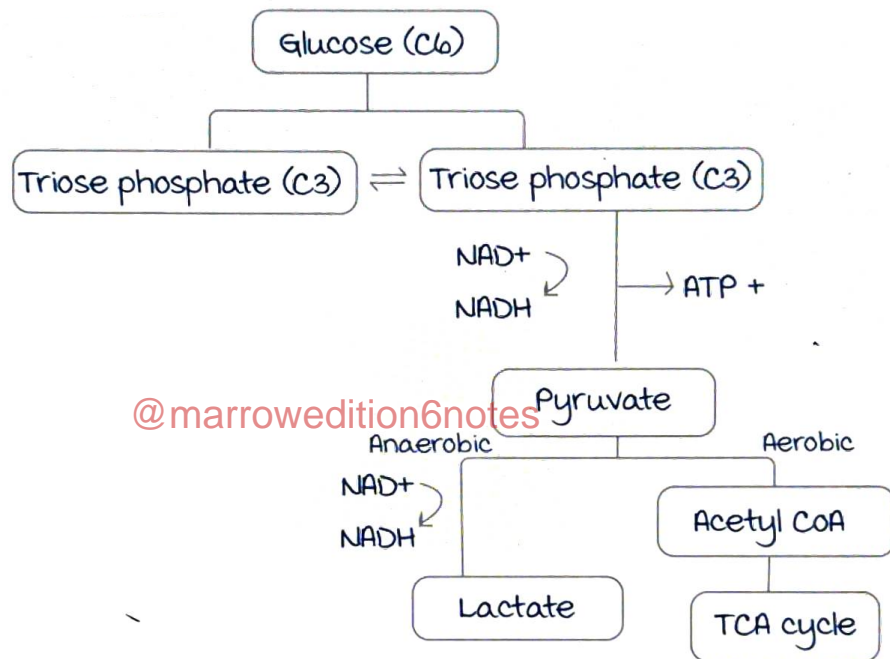 Glucose (C6)
Triose phosphate (C3) ⇌ Triose phosphate (C3)
NAD+
NADH
ATP +
Pyruvate
@marrowedition6notes
Anaerobic
Aerobic
NAD+
NADH
Acetyl CoA
Lactate
TCA cycle